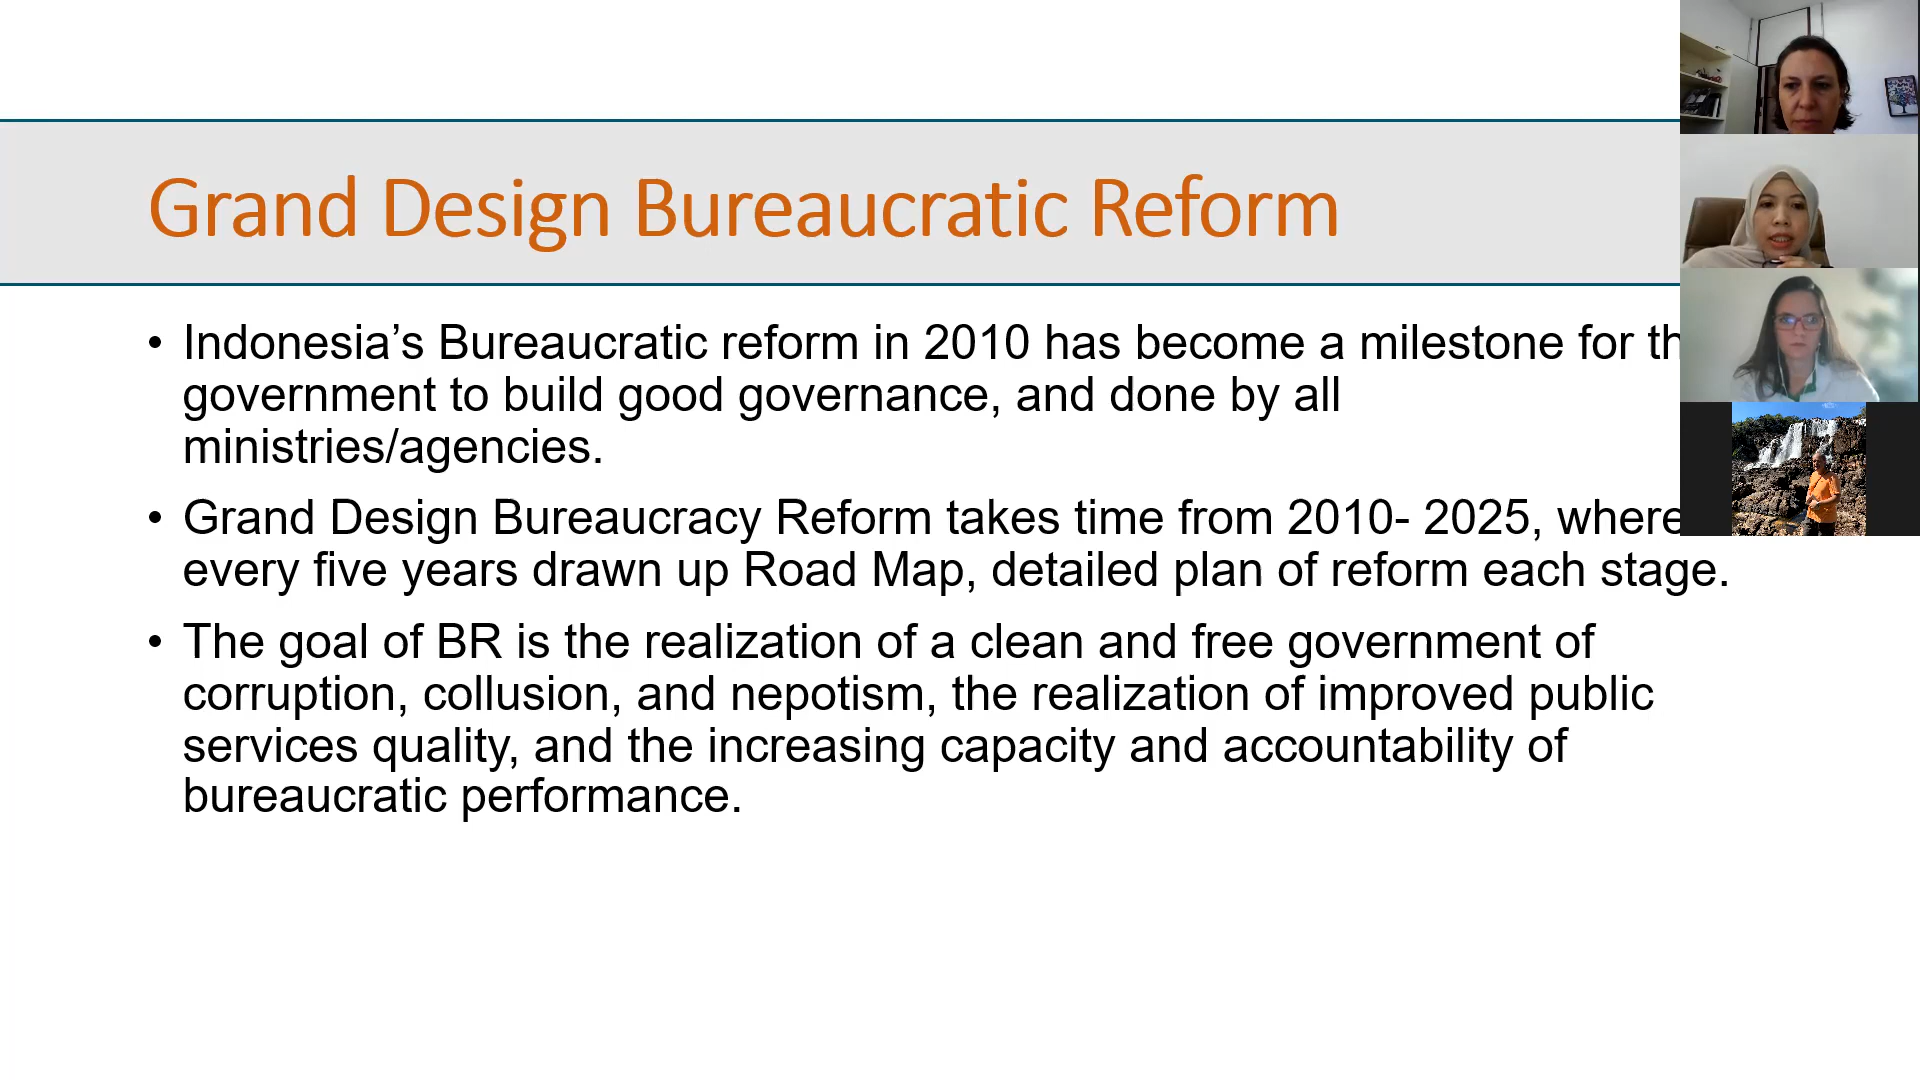 Grand Design Bureaucratic Reform
• Indonesia’s Bureaucratic reform in 2010 has become a milestone for
government to build good governance, and done by all
ministries/agencies.
• Grand Design Bureaucracy Reform takes time from 2010- 2025, where
every five years drawn up Road Map, detailed plan of reform each stage.
• The goal of BR is the realization of a clean and free government of
corruption, collusion, and nepotism, the realization of improved public
services quality, and the increasing capacity and accountability of
bureaucratic performance.